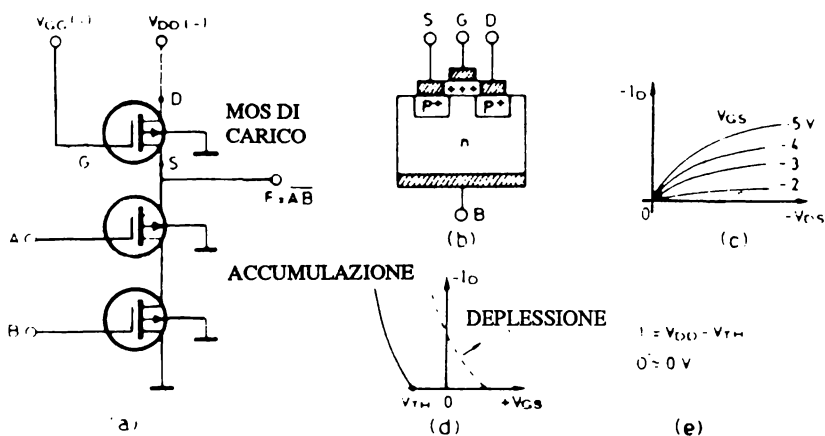 VGG (-)
VDD (-)
D
MOS DI
CARICO
G
S
F = A̅B̅
A
B
(a)
S G D
+ + +
P+ P+
n
B
(b)
-ID
VGS
-5 V
-4
-3
-2
0
-VDS
(c)
ACCUMULAZIONE
-ID
DEPLESSIONE
VTH 0 +VGS
(d)
1 = VDD - VTH
0 = 0 V
(e)